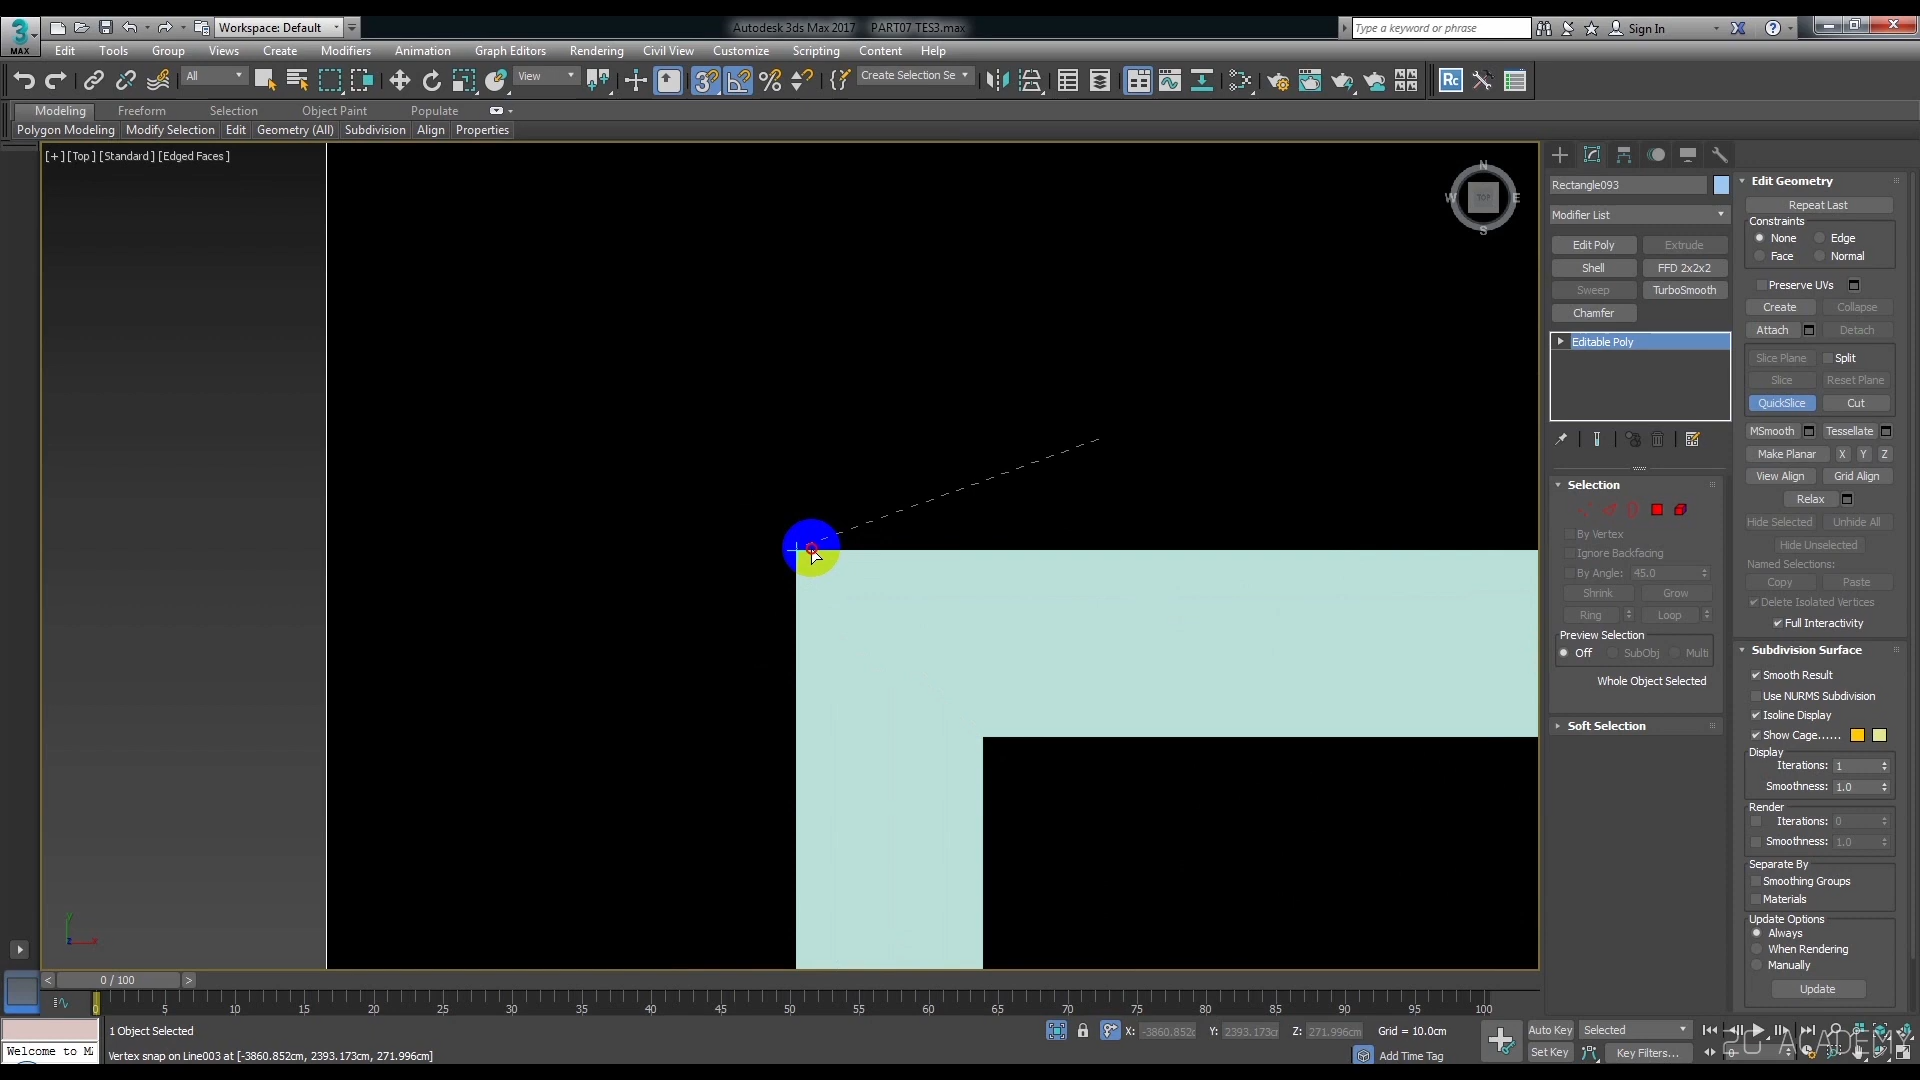 3
MAX
Workspace: Default
Autodesk 3ds Max 2017    PART07 TES3.max
Type a keyword or phrase
Sign In
Edit Tools Group Views Create Modifiers Animation Graph Editors Rendering Civil View Customize Scripting Content Help
All
View
Create Selection Se
Rc
Modeling Freeform Selection Object Paint Populate
Polygon Modeling Modify Selection Edit Geometry (All) Subdivision Align Properties
[+] [Top] [Standard] [Edged Faces]
N
W TOP E
S
Rectangle093
Modifier List
Edit Poly Extrude
Shell FFD 2x2x2
Sweep TurboSmooth
Chamfer
Editable Poly
Selection
By Vertex
Ignore Backfacing
By Angle: 45.0
Shrink Grow
Ring Loop
Preview Selection
Off SubObj Multi
Whole Object Selected
Soft Selection
Edit Geometry
Repeat Last
Constraints
None Edge
Face Normal
Preserve UVs
Create Collapse
Attach Detach
Slice Plane Split
Slice Reset Plane
QuickSlice Cut
MSmooth Tessellate
Make Planar X Y Z
View Align Grid Align
Relax
Hide Selected Unhide All
Hide Unselected
Named Selections:
Copy Paste
Delete Isolated Vertices
Full Interactivity
Subdivision Surface
Smooth Result
Use NURMS Subdivision
Isoline Display
Show Cage......
Display
Iterations: 1
Smoothness: 1.0
Render
Iterations: 0
Smoothness: 1.0
Separate By
Smoothing Groups
Materials
Update Options
Always
When Rendering
Manually
Update
y
z x
< 0 / 100 >
0 5 10 15 20 25 30 35 40 45 50 55 60 65 70 75 80 85 90 95 100
1 Object Selected
X: -3860.852c Y: 2393.173cm Z: 271.996cm Grid = 10.0cm
Auto Key Selected
Welcome to M
Vertex snap on Line003 at [-3860.852cm, 2393.173cm, 271.996cm]
Add Time Tag
Set Key Key Filters...
0
2G ACADEMY